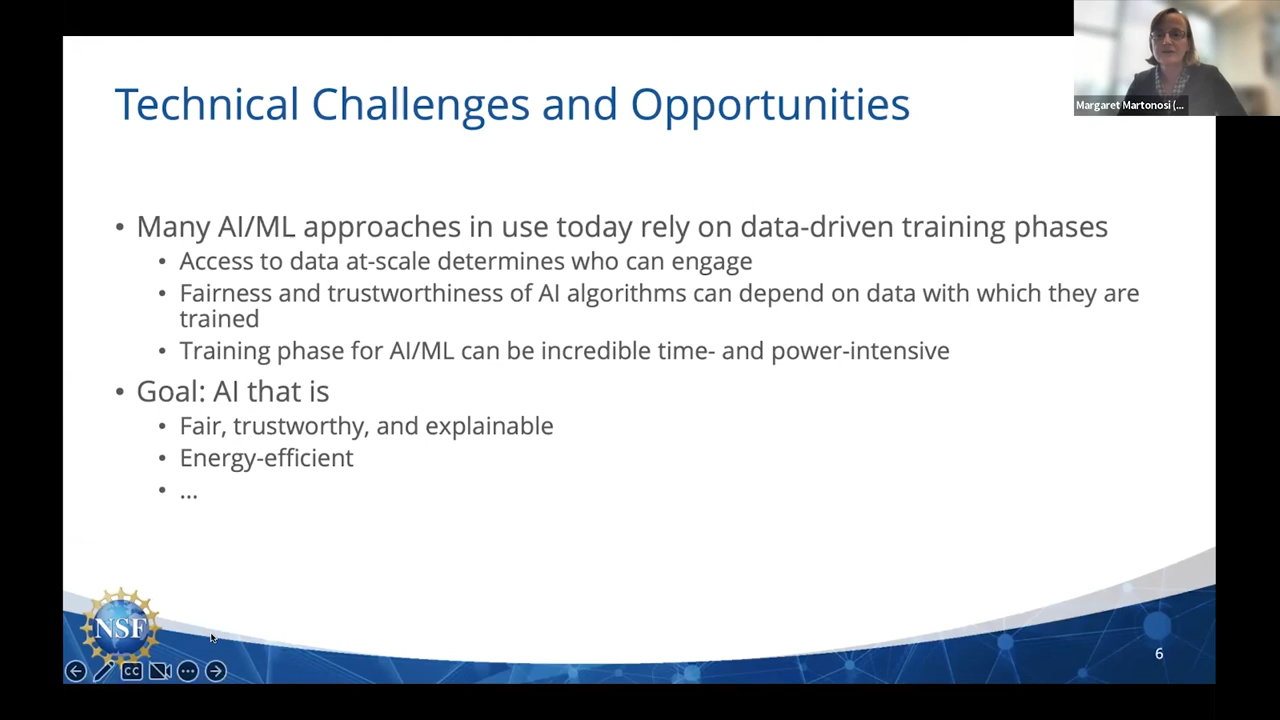 Technical Challenges and Opportunities
Margaret Martonosi (...
• Many AI/ML approaches in use today rely on data-driven training phases
• Access to data at-scale determines who can engage
• Fairness and trustworthiness of AI algorithms can depend on data with which they are
trained
• Training phase for AI/ML can be incredible time- and power-intensive
• Goal: AI that is
• Fair, trustworthy, and explainable
• Energy-efficient
• ...
NSF
CC
6